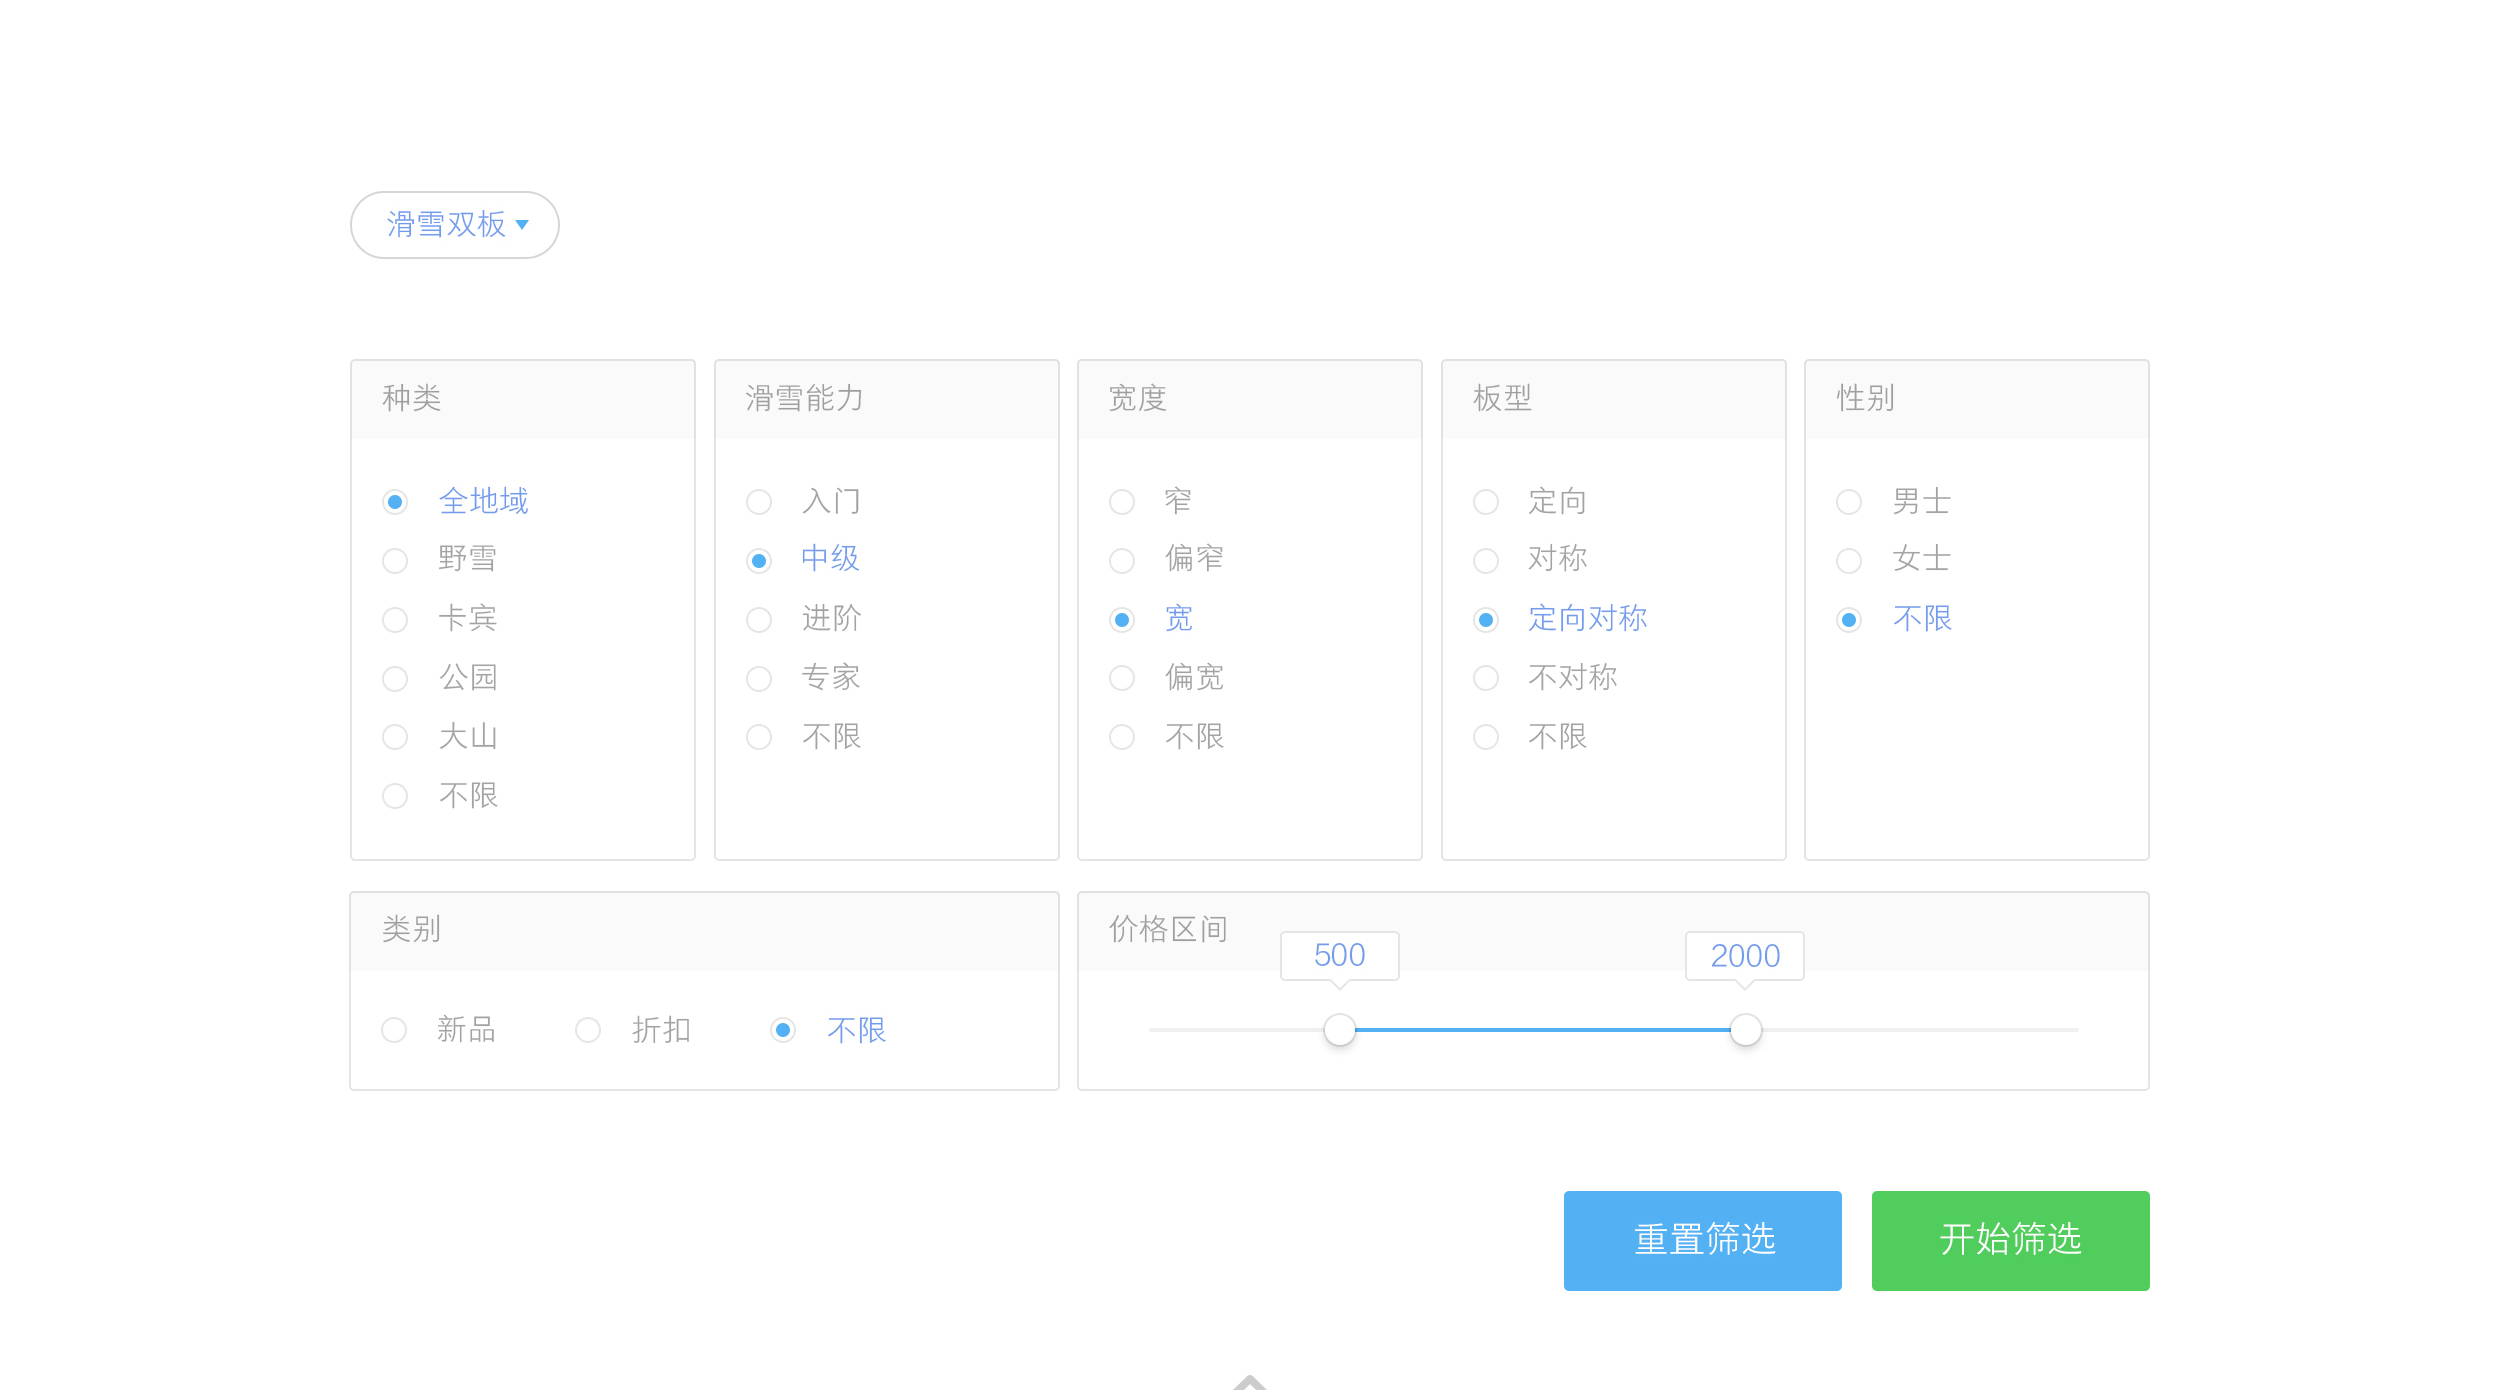 滑雪双板
种类
全地域
野雪
卡宾
公园
大山
不限
滑雪能力
入门
中级
进阶
专家
不限
宽度
窄
偏窄
宽
偏宽
不限
板型
定向
对称
定向对称
不对称
不限
性别
男士
女士
不限
类别
新品 折扣 不限
价格区间
500 2000
重置筛选 开始筛选